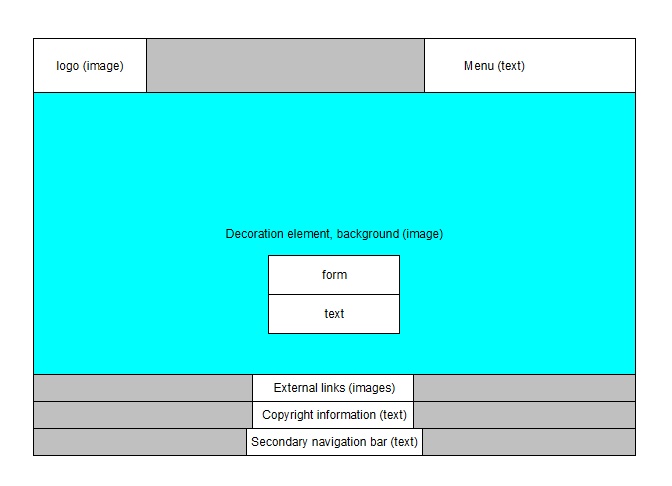 logo (image)
Menu (text)
Decoration element, background (image)
form
text
External links (images)
Copyright information (text)
Secondary navigation bar (text)